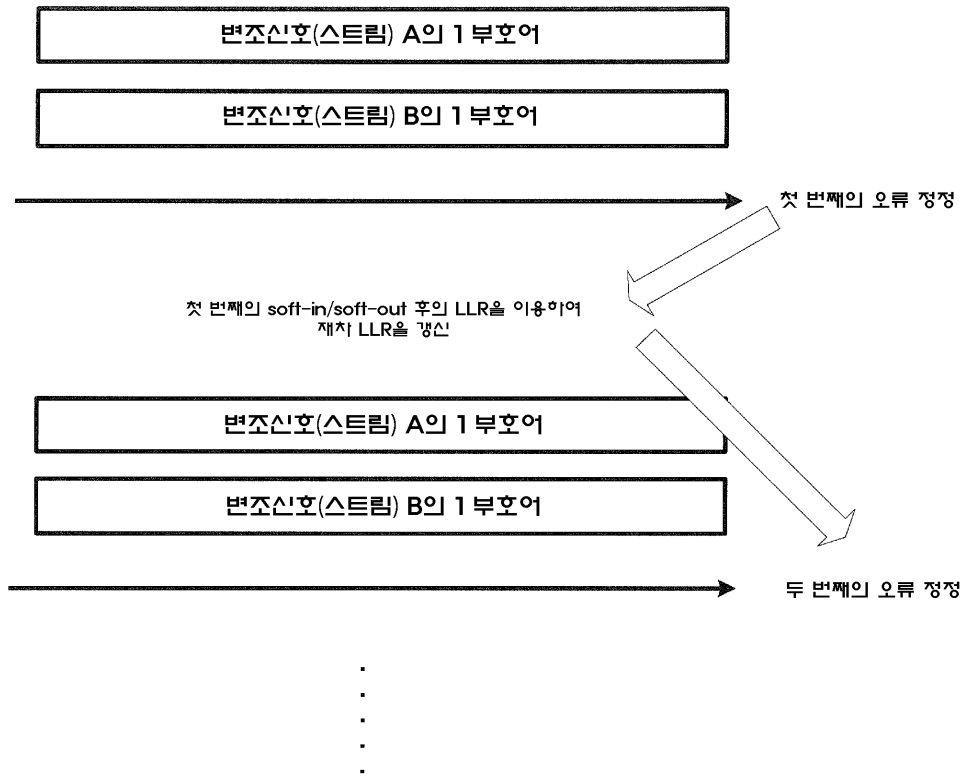 변조신호(스트림) A의 1 부호어
변조신호(스트림) B의 1 부호어
첫 번째의 오류 정정
첫 번째의 soft-in/soft-out 후의 LLR을 이용하여
재차 LLR을 갱신
변조신호(스트림) A의 1 부호어
변조신호(스트림) B의 1 부호어
두 번째의 오류 정정